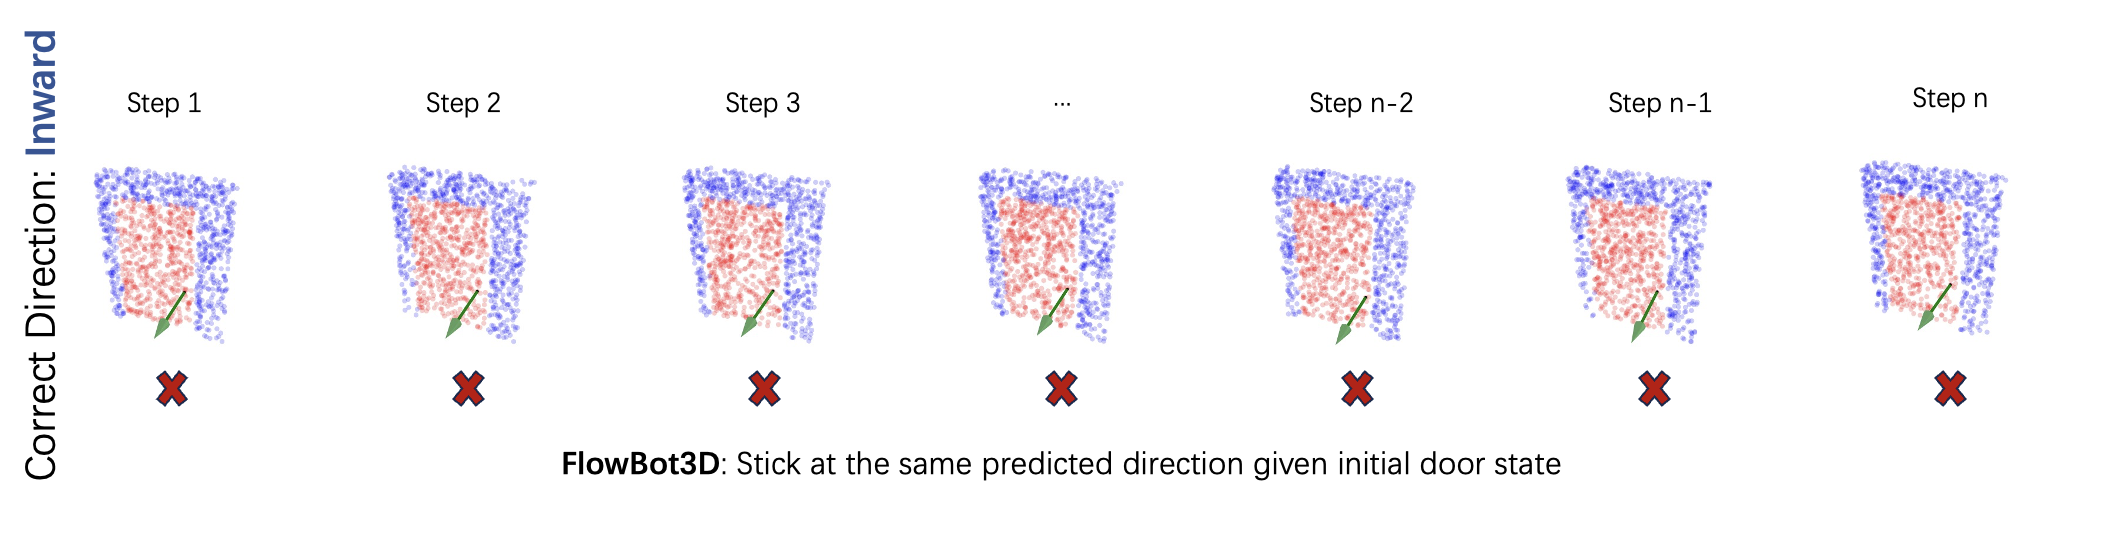 Correct Direction: Inward
Step 1
Step 2
Step 3
...
Step n-2
Step n-1
Step n
FlowBot3D: Stick at the same predicted direction given initial door state